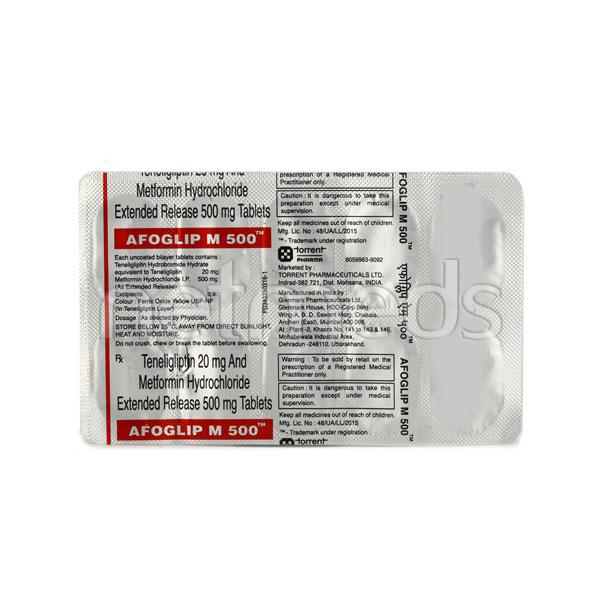 Teneligliptin 20 mg And
Metformin Hydrochloride
Extended Release 500 mg Tablets
AFOGLIP M 500™
Each uncoated bilayer tablets contains :
Teneligliptin Hydrobromide Hydrate
equivalent to Teneligliptin 20 mg
Metformin Hydrochloride I.P. 500 mg
(As Extended Release)
Excipients q.s.
Colour : Ferric Oxide Yellow USP-NF
(In Teneligliptin Layer)
Dosage : As directed by Physician.
STORE BELOW 25°C, AWAY FROM DIRECT SUNLIGHT,
HEAT AND MOISTURE.
Do not crush, chew or break the tablet before swallowing.
Rx
Teneligliptin 20 mg And
Metformin Hydrochloride
Extended Release 500 mg Tablets
AFOGLIP M 500™
prescription of a Registered Medical
Practitioner only.
Caution : It is dangerous to take this
preparation except under medical
supervision.
Keep all medicines out of reach of children.
Mfg. Lic. No : 48/UA/LL/2015
™ - Trademark under registration
torrent
PHARMA 8059983-9092
Marketed by :
TORRENT PHARMACEUTICALS LTD.
Indrad-382 721, Dist. Mehsana, INDIA.
Manufactured in India by :
Glenmark Pharmaceuticals Ltd.
Glenmark House, HDO-Corp Bldg,
Wing A, B. D. Sawant Marg, Chakala,
Andheri (East), Mumbai 400 099.
At : Plant-2, Khasra No. 141 to 143 & 145,
Mohabewala Industrial Area,
Dehradun -248110. Uttarakhand.
Warning : To be sold by retail on the
prescription of a Registered Medical
Practitioner only.
Caution : It is dangerous to take this
preparation except under medical
supervision.
Keep all medicines out of reach of children.
Mfg. Lic. No : 48/UA/LL/2015
™ - Trademark under registration
torrent
FOGLIP M 500™
एफोग्लिप एम ५००
AFOGLIP M 500™
netmeds